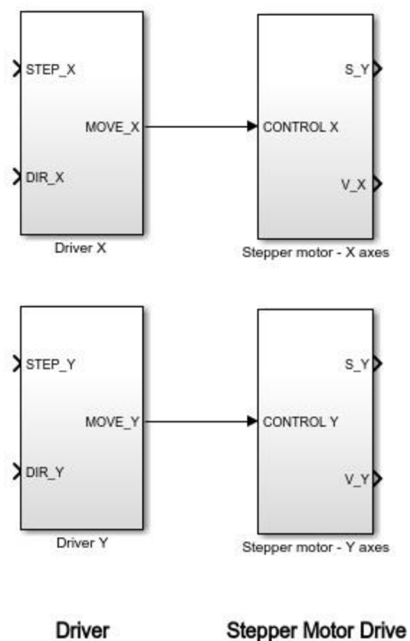 STEP_X
S_Y
MOVE_X
CONTROL X
DIR_X
V_X
Driver X
Stepper motor - X axes
STEP_Y
S_Y
MOVE_Y
CONTROL Y
DIR_Y
V_Y
Driver Y
Stepper motor - Y axes
Driver
Stepper Motor Drive